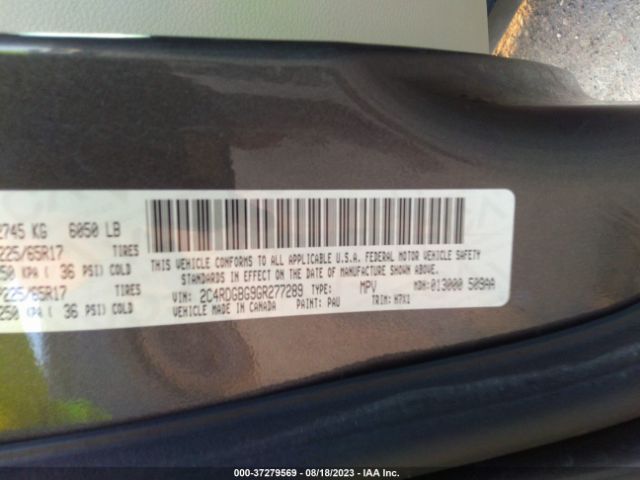 2745 KG 6050 LB
225/65R17 TIRES
250 KPA ( 36 PSI) COLD
P225/65R17 TIRES
250 KPA ( 36 PSI) COLD
THIS VEHICLE CONFORMS TO ALL APPLICABLE U.S.A. FEDERAL MOTOR VEHICLE SAFETY
STANDARDS IN EFFECT ON THE DATE OF MANUFACTURE SHOWN ABOVE.
VIN: 2C4RDGBG9GR277289 TYPE: MPV MDH: 013000 509AA
VEHICLE MADE IN CANADA PAINT: PAU TRIM: H7X1
000-37279569 - 08/18/2023 - IAA Inc.